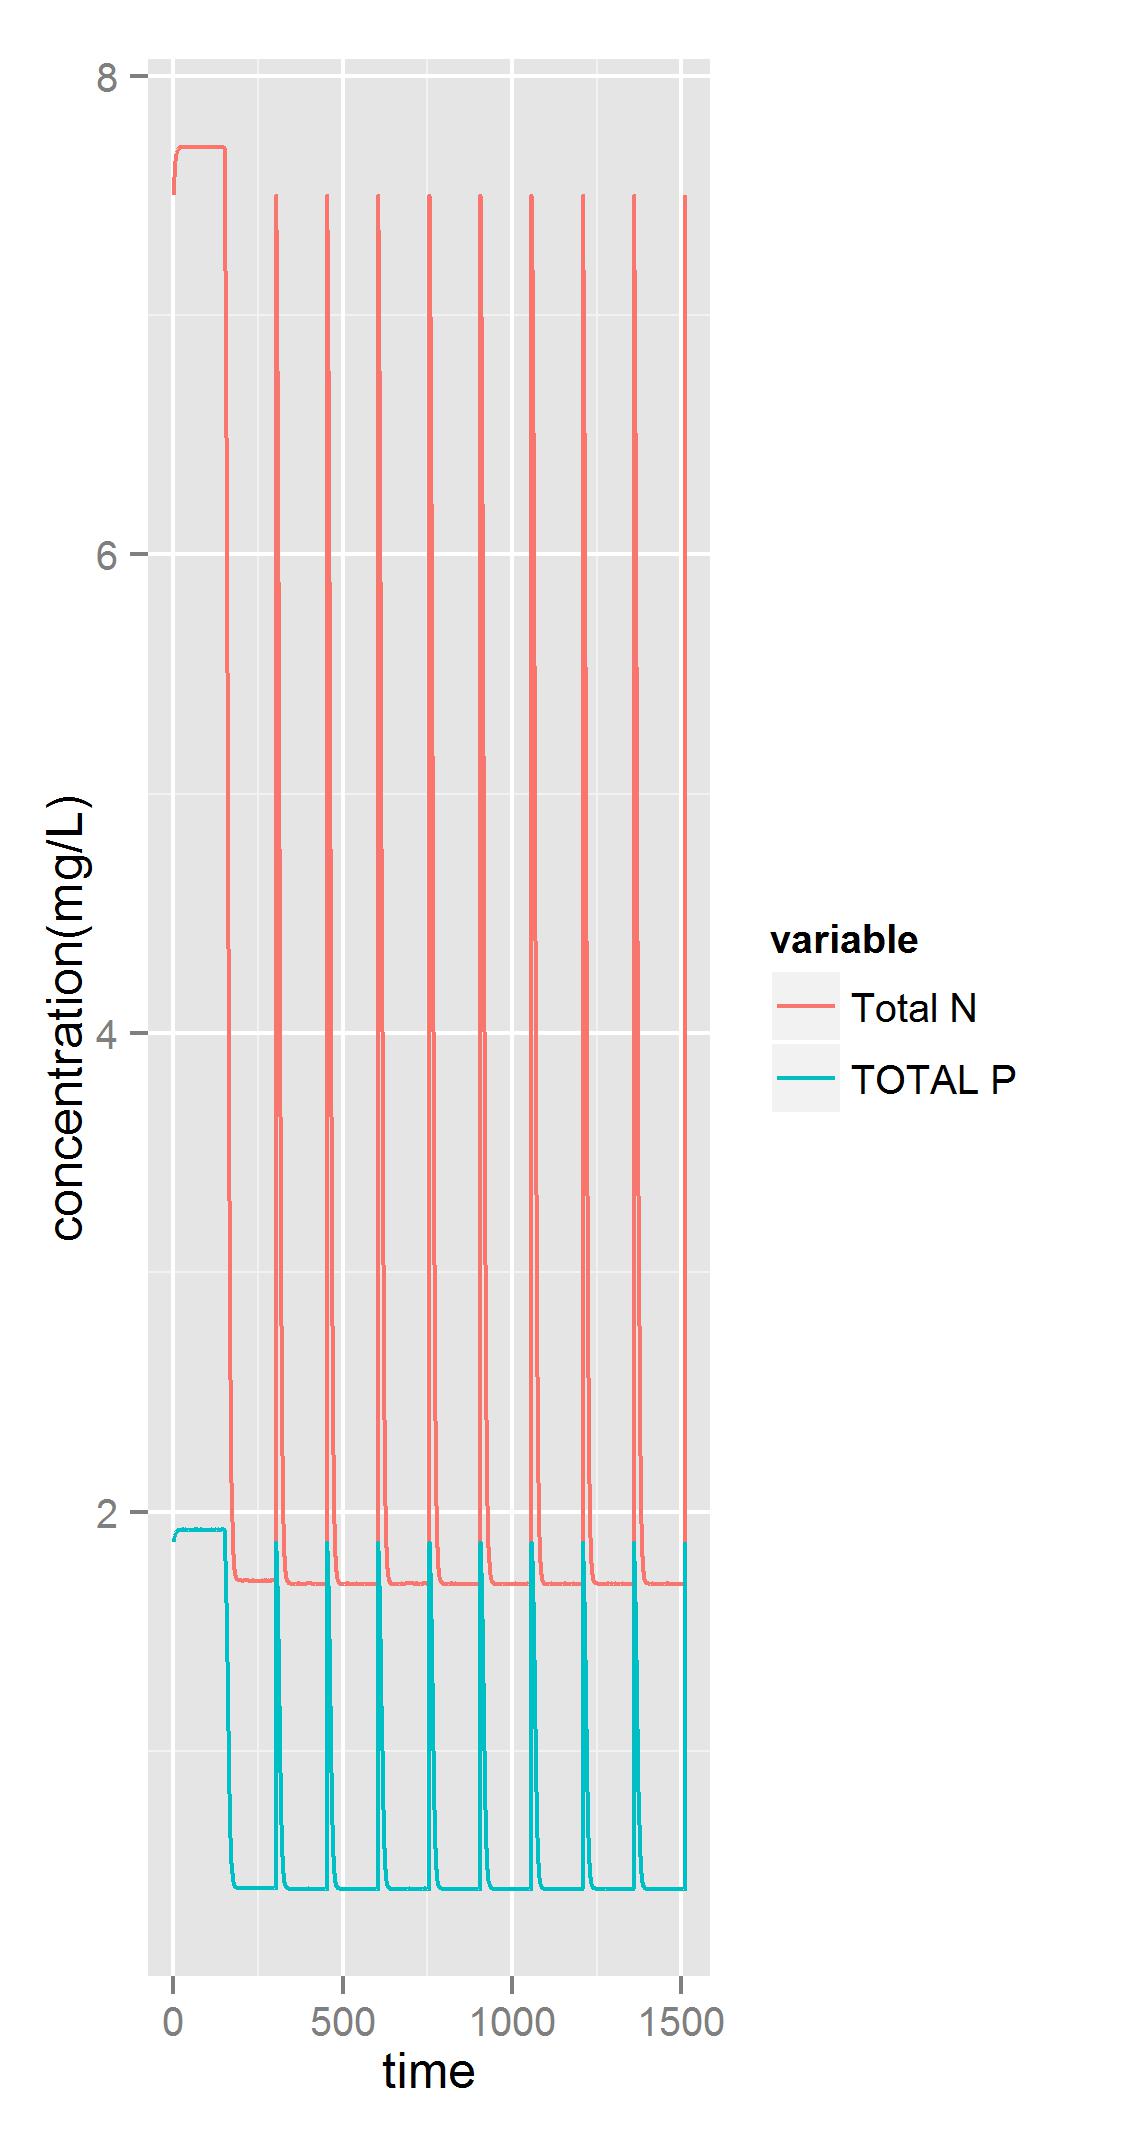 8
6
4
2
concentration(mg/L)
0 500 1000 1500
time
variable
Total N
TOTAL P